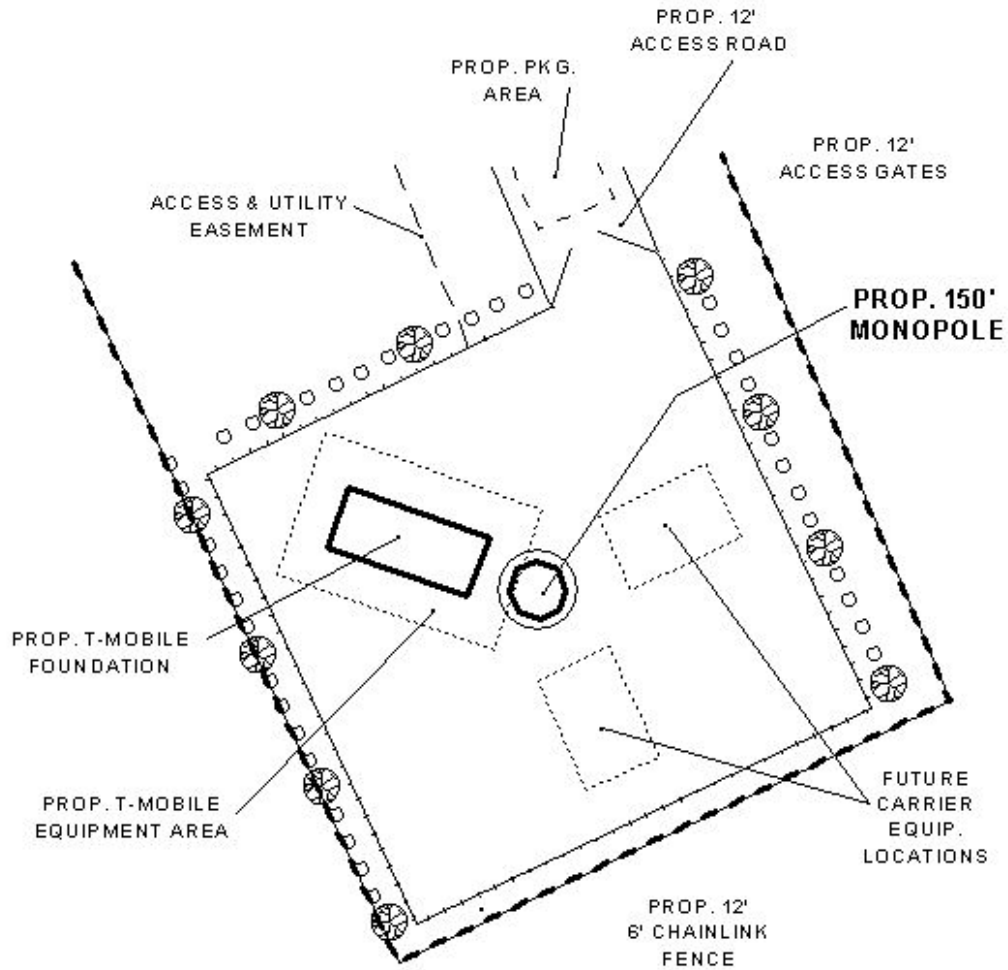 PROP. 12'
ACCESS ROAD
PROP. PKG.
AREA
PROP. 12'
ACCESS GATES
ACCESS & UTILITY
EASEMENT
PROP. 150'
MONOPOLE
PROP. T-MOBILE
FOUNDATION
PROP. T-MOBILE
EQUIPMENT AREA
FUTURE
CARRIER
EQUIP.
LOCATIONS
PROP. 12'
6' CHAINLINK
FENCE